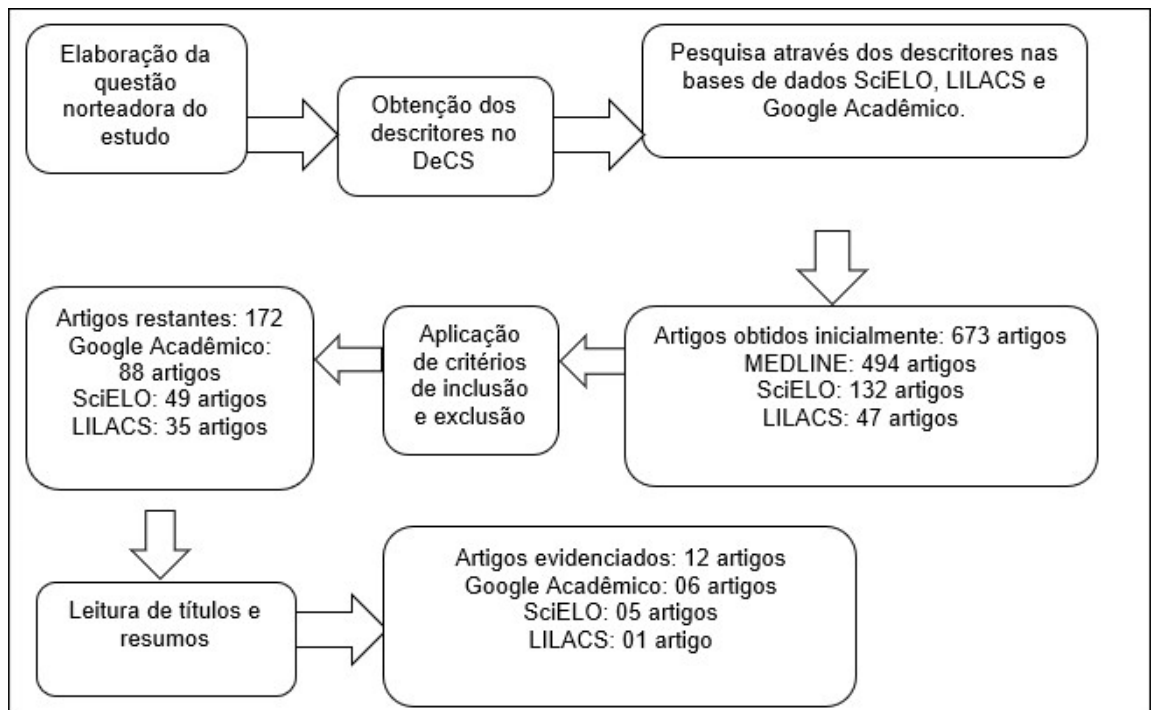 Elaboração da
questão
norteadora do
estudo
Obtenção dos
descritores no
DeCS
Pesquisa através dos descritores nas
bases de dados SciELO, LILACS e
Google Acadêmico.
Artigos obtidos inicialmente: 673 artigos
MEDLINE: 494 artigos
SciELO: 132 artigos
LILACS: 47 artigos
Aplicação
de critérios
de inclusão
e exclusão
Artigos restantes: 172
Google Acadêmico:
88 artigos
SciELO: 49 artigos
LILACS: 35 artigos
Leitura de títulos e
resumos
Artigos evidenciados: 12 artigos
Google Acadêmico: 06 artigos
SciELO: 05 artigos
LILACS: 01 artigo